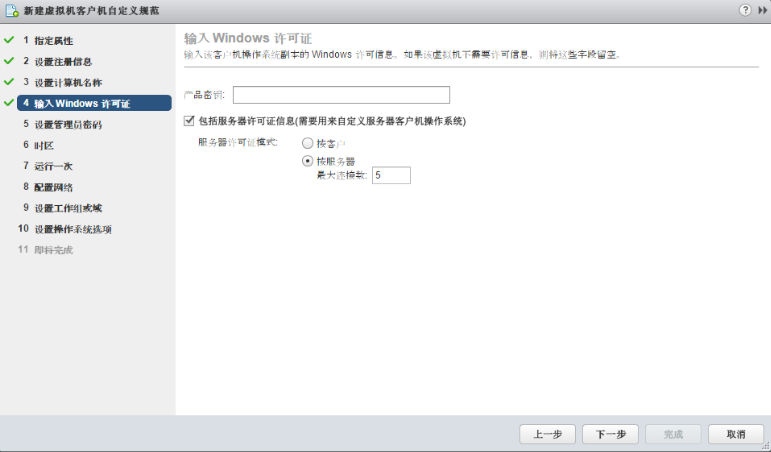 新建虚拟机客户机自定义规范
1 指定属性
2 设置注册信息
3 设置计算机名称
4 输入 Windows 许可证
5 设置管理员密码
6 时区
7 运行一次
8 配置网络
9 设置工作组或域
10 设置操作系统选项
11 即将完成
输入 Windows 许可证
输入该客户机操作系统副本的 Windows 许可信息。如果该虚拟机不需要许可信息，则将这些字段留空。
产品密钥:
包括服务器许可证信息(需要用来自定义服务器客户机操作系统)
服务器许可证模式:
按客户
按服务器
最大连接数: 5
上一步 下一步 完成 取消